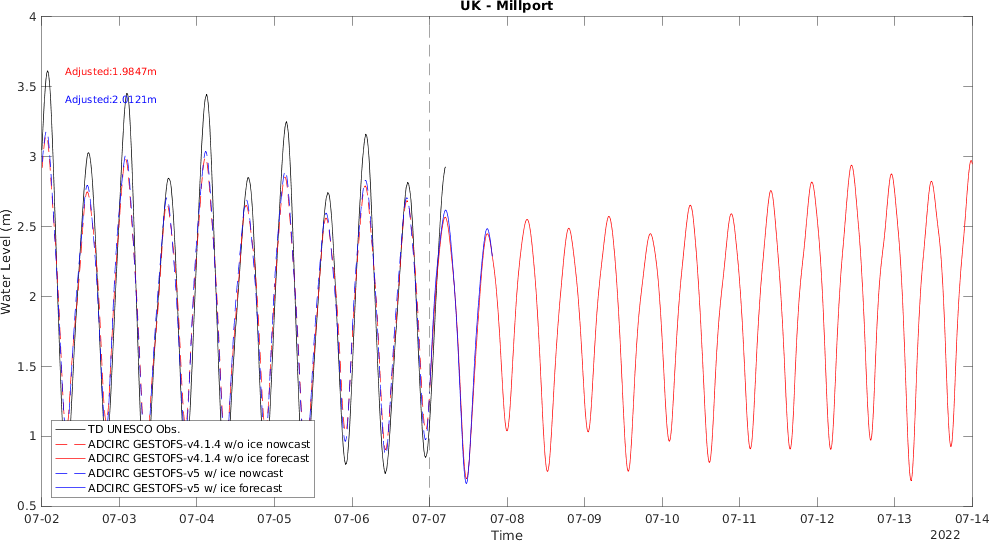 UK - Millport
Adjusted:1.9847m
Adjusted:2.0121m
Water Level (m)
4
3.5
3
2.5
2
1.5
1
0.5
TD UNESCO Obs.
ADCIRC GESTOFS-v4.1.4 w/o ice nowcast
ADCIRC GESTOFS-v4.1.4 w/o ice forecast
ADCIRC GESTOFS-v5 w/ ice nowcast
ADCIRC GESTOFS-v5 w/ ice forecast
07-02 07-03 07-04 07-05 07-06 07-07 07-08 07-09 07-10 07-11 07-12 07-13 07-14
Time
2022